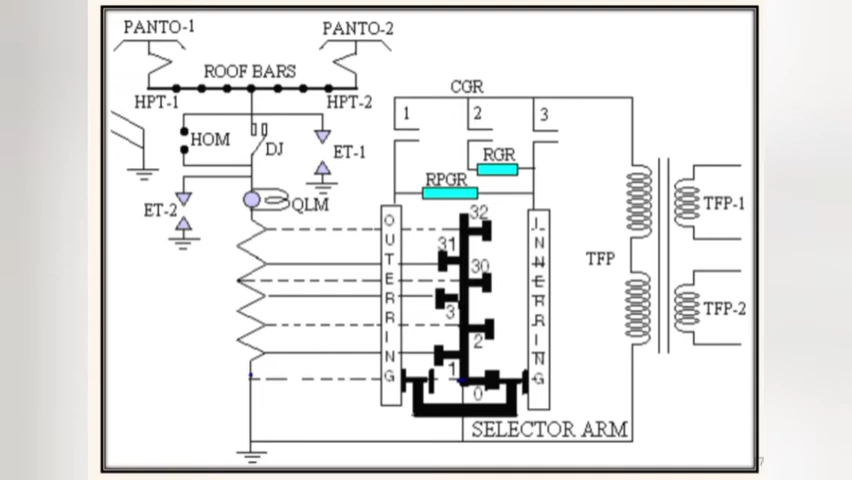 PANTO-1
PANTO-2
ROOF BARS
HPT-1
HPT-2
CGR
1
2
3
HOM
DJ
ET-1
RGR
RPGR
ET-2
QLM
OUTERRING
INNERRING
32
31
30
3
2
1
0
TFP
TFP-1
TFP-2
SELECTOR ARM